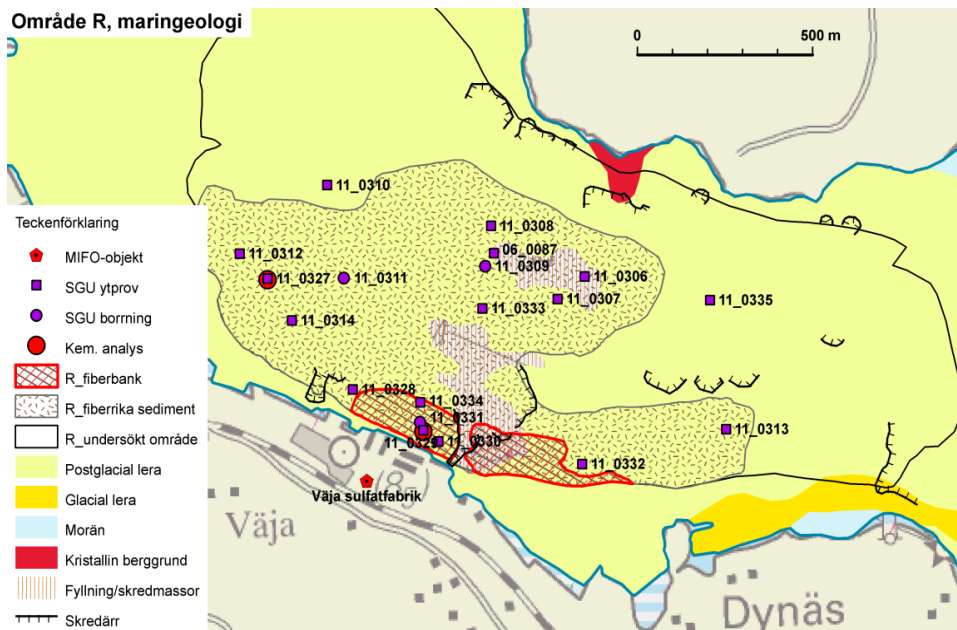 Område R, maringeologi
0 500 m
11_0310
11_0308
06_0087
11_0312
11_0309
11_0327
11_0311
11_0306
11_0307
11_0335
11_0333
11_0314
11_0328
11_0334
11_0331
11_0329
11_0330
11_0313
11_0332
Väja sulfatfabrik
(85)
Väja
Dynäs
Teckenförklaring
MIFO-objekt
SGU ytprov
SGU borrning
Kem. analys
R_fiberbank
R_fiberrika sediment
R_undersökt område
Postglacial lera
Glacial lera
Morän
Kristallin berggrund
Fyllning/skredmassor
Skredärr